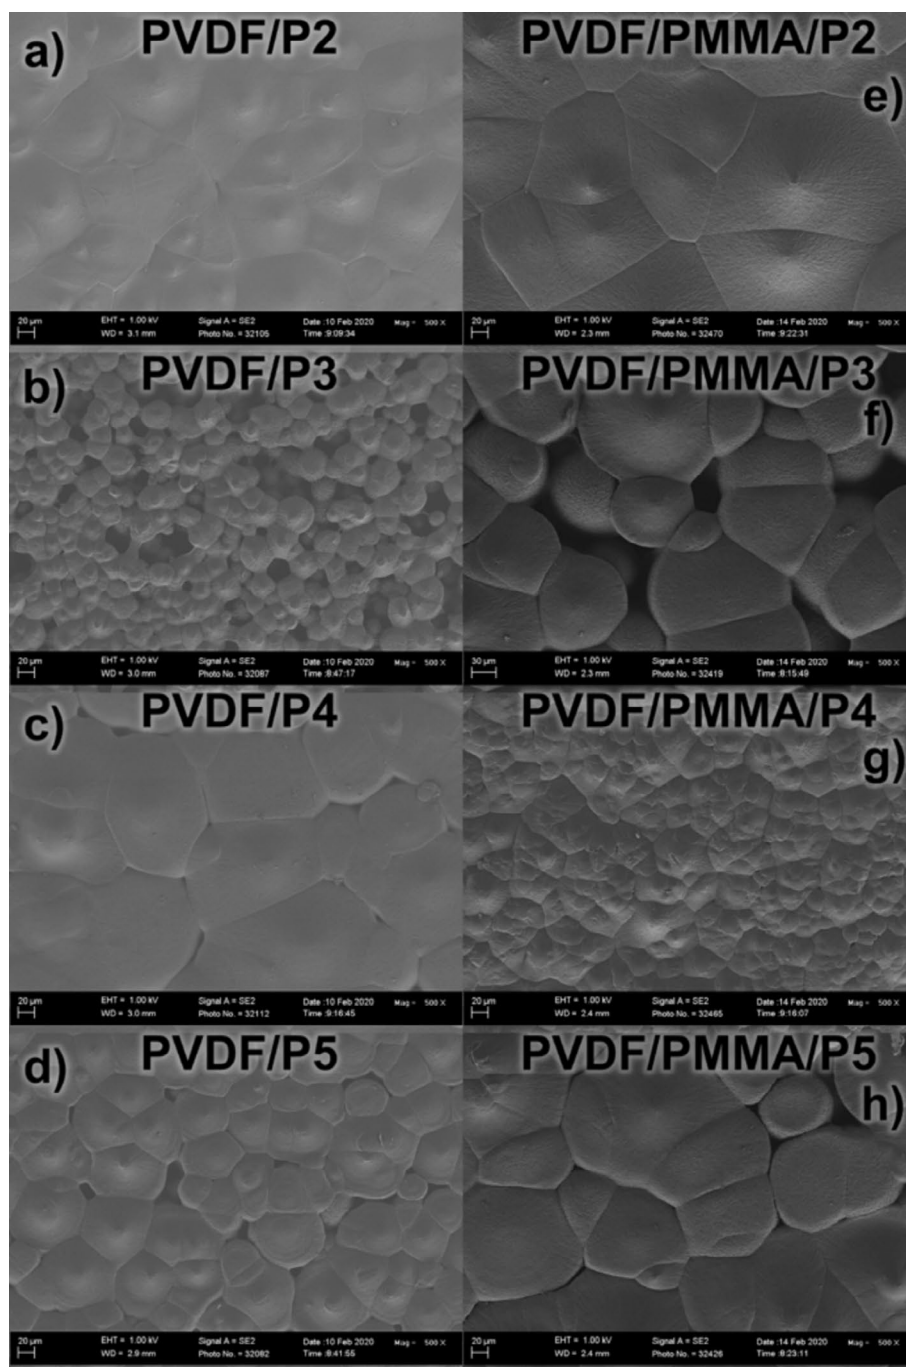 a)
PVDF/P2
20 µm
EHT = 1.00 kV
Signal A = SE2
Date :10 Feb 2020
Mag = 500 X
WD = 3.1 mm
Photo No. = 32105
Time :9:09:34
PVDF/PMMA/P2
e)
20 µm
EHT = 1.00 kV
Signal A = SE2
Date :14 Feb 2020
Mag = 500 X
WD = 2.3 mm
Photo No. = 32470
Time :9:22:31
b)
PVDF/P3
20 µm
EHT = 1.00 kV
Signal A = SE2
Date :10 Feb 2020
Mag = 500 X
WD = 3.0 mm
Photo No. = 32087
Time :8:47:17
PVDF/PMMA/P3
f)
30 µm
EHT = 1.00 kV
Signal A = SE2
Date :14 Feb 2020
Mag = 500 X
WD = 2.3 mm
Photo No. = 32419
Time :8:15:49
c)
PVDF/P4
20 µm
EHT = 1.00 kV
Signal A = SE2
Date :10 Feb 2020
Mag = 500 X
WD = 3.0 mm
Photo No. = 32112
Time :9:16:45
PVDF/PMMA/P4
g)
20 µm
EHT = 1.00 kV
Signal A = SE2
Date :14 Feb 2020
Mag = 500 X
WD = 2.4 mm
Photo No. = 32465
Time :9:16:07
d)
PVDF/P5
20 µm
EHT = 1.00 kV
Signal A = SE2
Date :10 Feb 2020
Mag = 500 X
WD = 2.9 mm
Photo No. = 32082
Time :8:41:55
PVDF/PMMA/P5
h)
20 µm
EHT = 1.00 kV
Signal A = SE2
Date :14 Feb 2020
Mag = 500 X
WD = 2.4 mm
Photo No. = 32426
Time :8:23:11